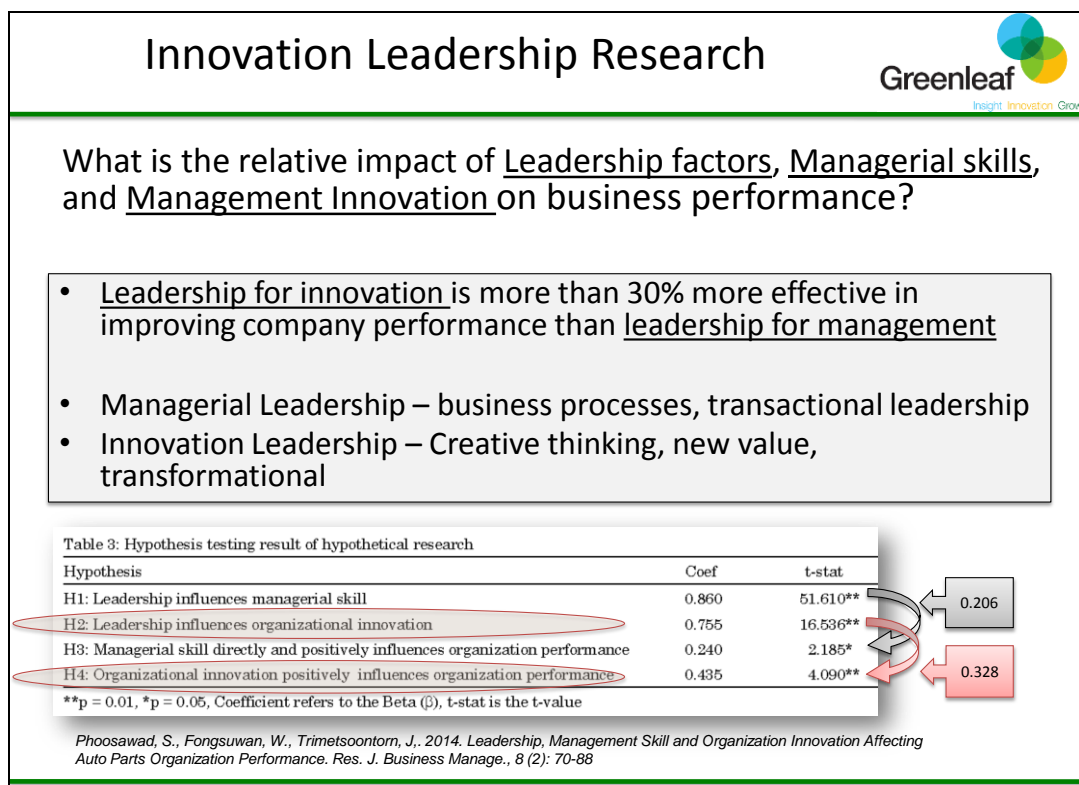 Innovation Leadership Research
Greenleaf
Insight Innovation Grow
What is the relative impact of Leadership factors, Managerial skills,
and Management Innovation on business performance?
• Leadership for innovation is more than 30% more effective in
improving company performance than leadership for management
• Managerial Leadership – business processes, transactional leadership
• Innovation Leadership – Creative thinking, new value,
transformational
Table 3: Hypothesis testing result of hypothetical research
Hypothesis Coef t-stat
H1: Leadership influences managerial skill 0.860 51.610**
H2: Leadership influences organizational innovation 0.755 16.536**
H3: Managerial skill directly and positively influences organization performance 0.240 2.185*
H4: Organizational innovation positively influences organization performance 0.435 4.090**
**p = 0.01, *p = 0.05, Coefficient refers to the Beta (β), t-stat is the t-value
0.206
0.328
Phoosawad, S., Fongsuwan, W., Trimetsoontorn, J,. 2014. Leadership, Management Skill and Organization Innovation Affecting
Auto Parts Organization Performance. Res. J. Business Manage., 8 (2): 70-88